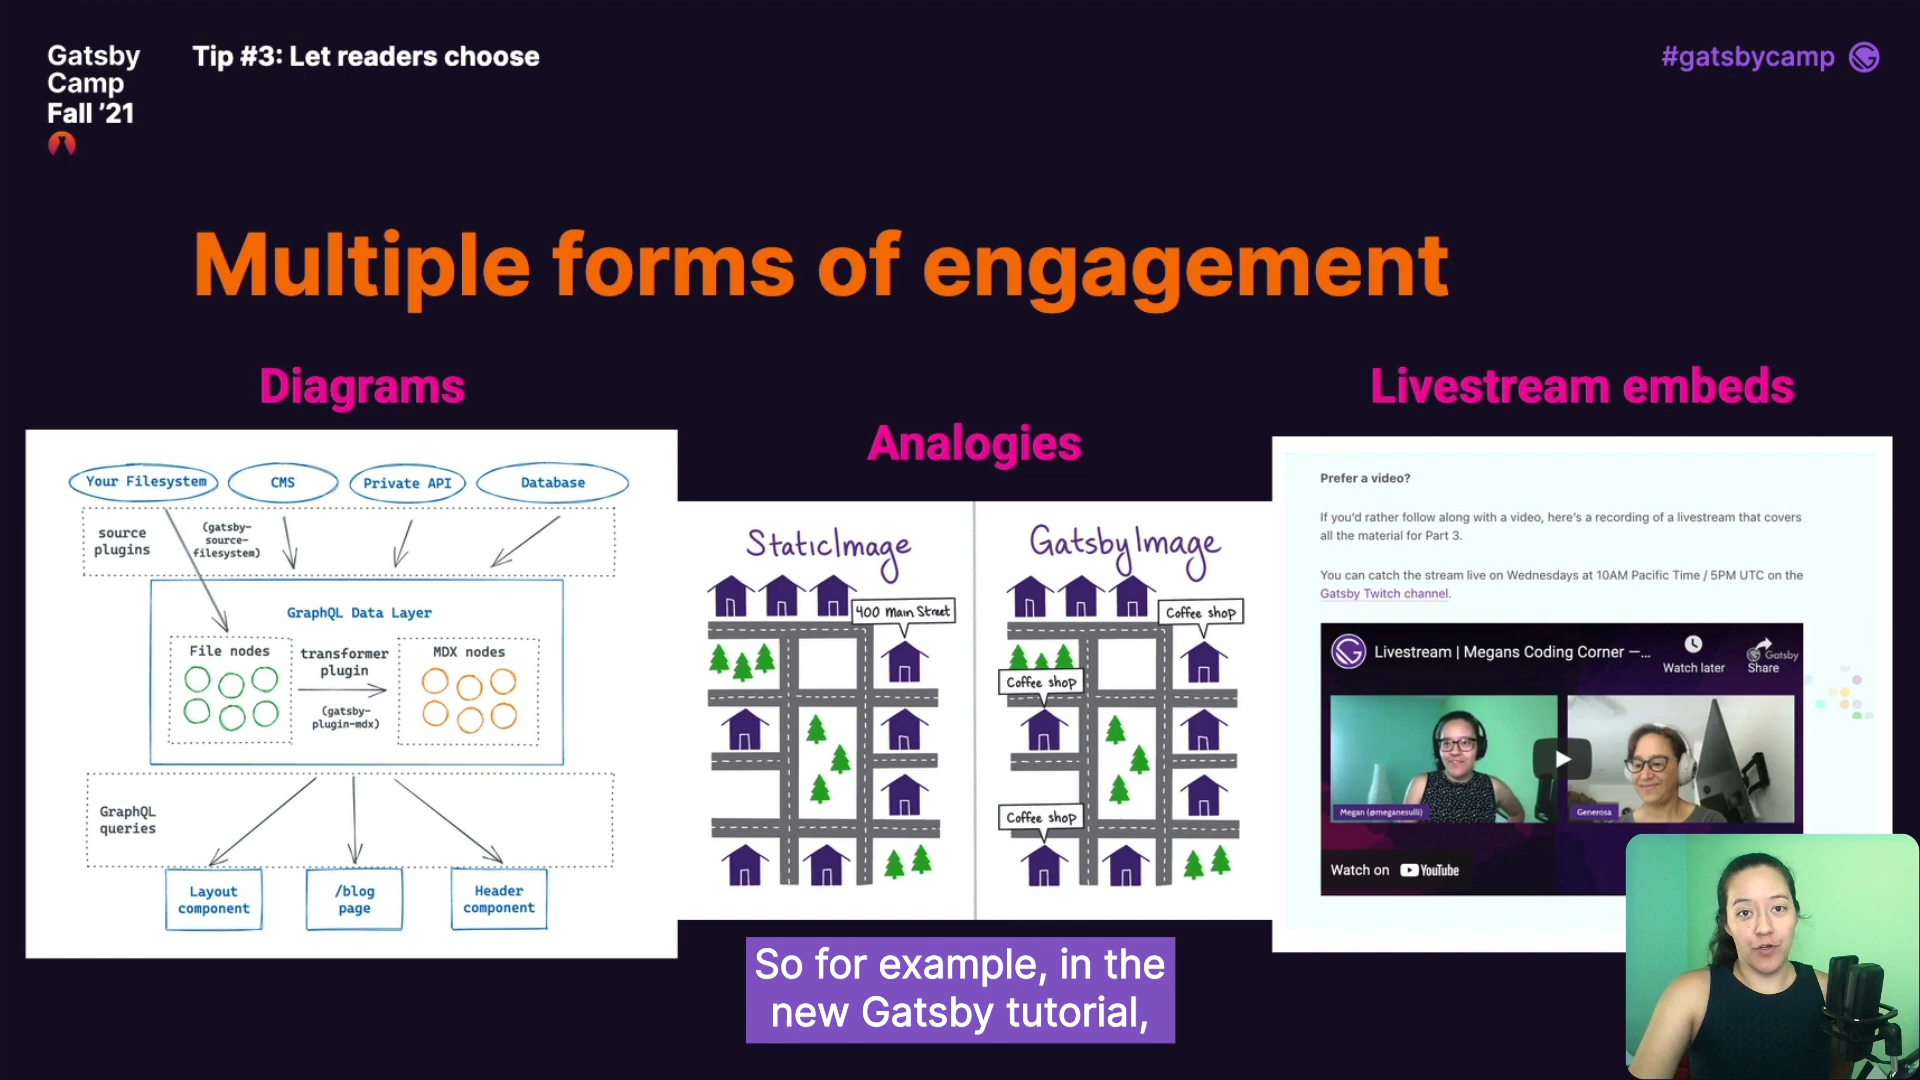 Gatsby
Camp
Fall ’21
Tip #3: Let readers choose
#gatsbycamp
Multiple forms of engagement
Diagrams
Your Filesystem
CMS
Private API
Database
source
plugins
(gatsby-
source-
filesystem)
GraphQL Data Layer
File nodes
transformer
plugin
(gatsby-
plugin-mdx)
MDX nodes
GraphQL
queries
Layout
component
/blog
page
Header
component
Analogies
StaticImage
400 Main Street
GatsbyImage
Coffee shop
Coffee shop
Coffee shop
Livestream embeds
Prefer a video?
If you’d rather follow along with a video, here’s a recording of a livestream that covers
all the material for Part 3.
You can catch the stream live on Wednesdays at 10AM Pacific Time / 5PM UTC on the
Gatsby Twitch channel.
Livestream | Megans Coding Corner —...
Watch later
Share
Gatsby
Megan (@meganesulli)
Generosa
Watch on YouTube
So for example, in the
new Gatsby tutorial,